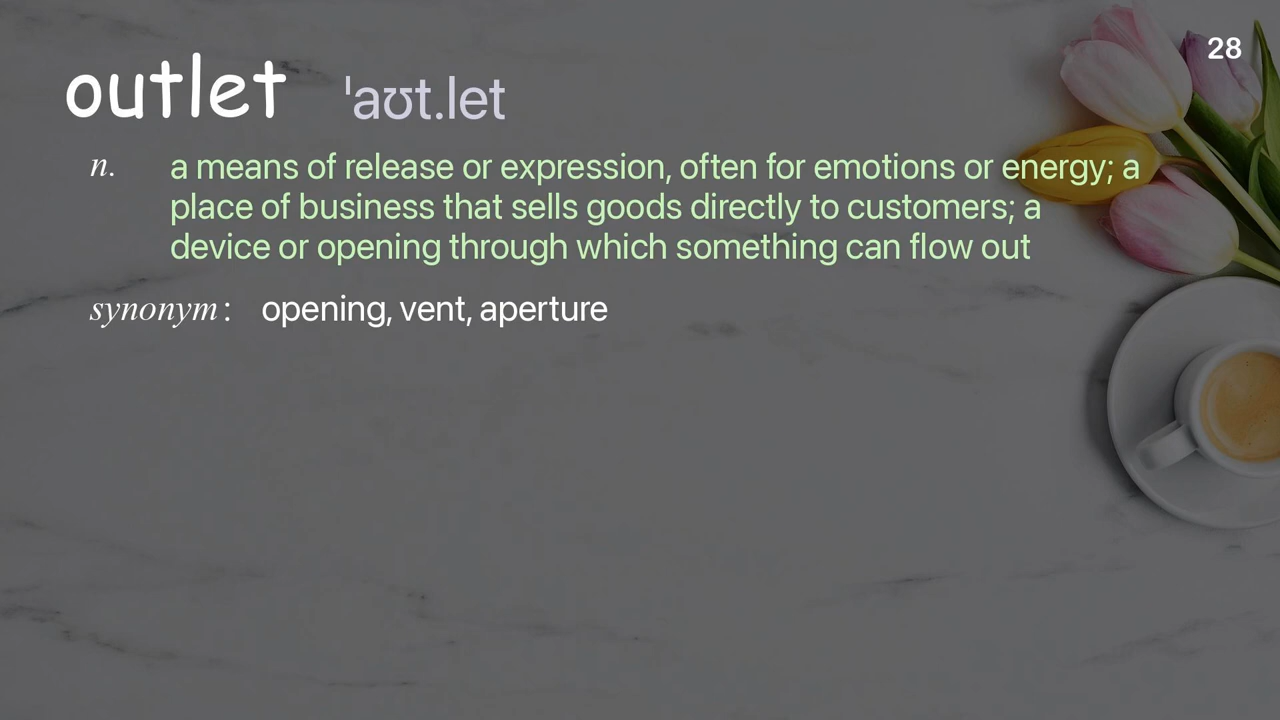 28
outlet ˈaʊt.let
n. a means of release or expression, often for emotions or energy; a
place of business that sells goods directly to customers; a
device or opening through which something can flow out
synonym: opening, vent, aperture